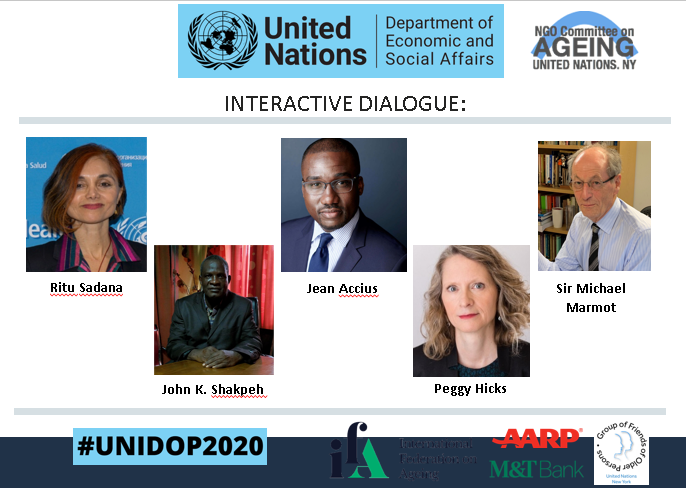 United
Nations
Department of
Economic and
Social Affairs
NGO Committee on
AGEING
UNITED NATIONS. NY
INTERACTIVE DIALOGUE:
Salud
организация
Ritu Sadana
John K. Shakpeh
Jean Accius
Peggy Hicks
Sir Michael
Marmot
#UNIDOP2020
ifA
International
Federation on
Ageing
AARP
M&T Bank
Group of Friends of Older Persons
United Nations
New York